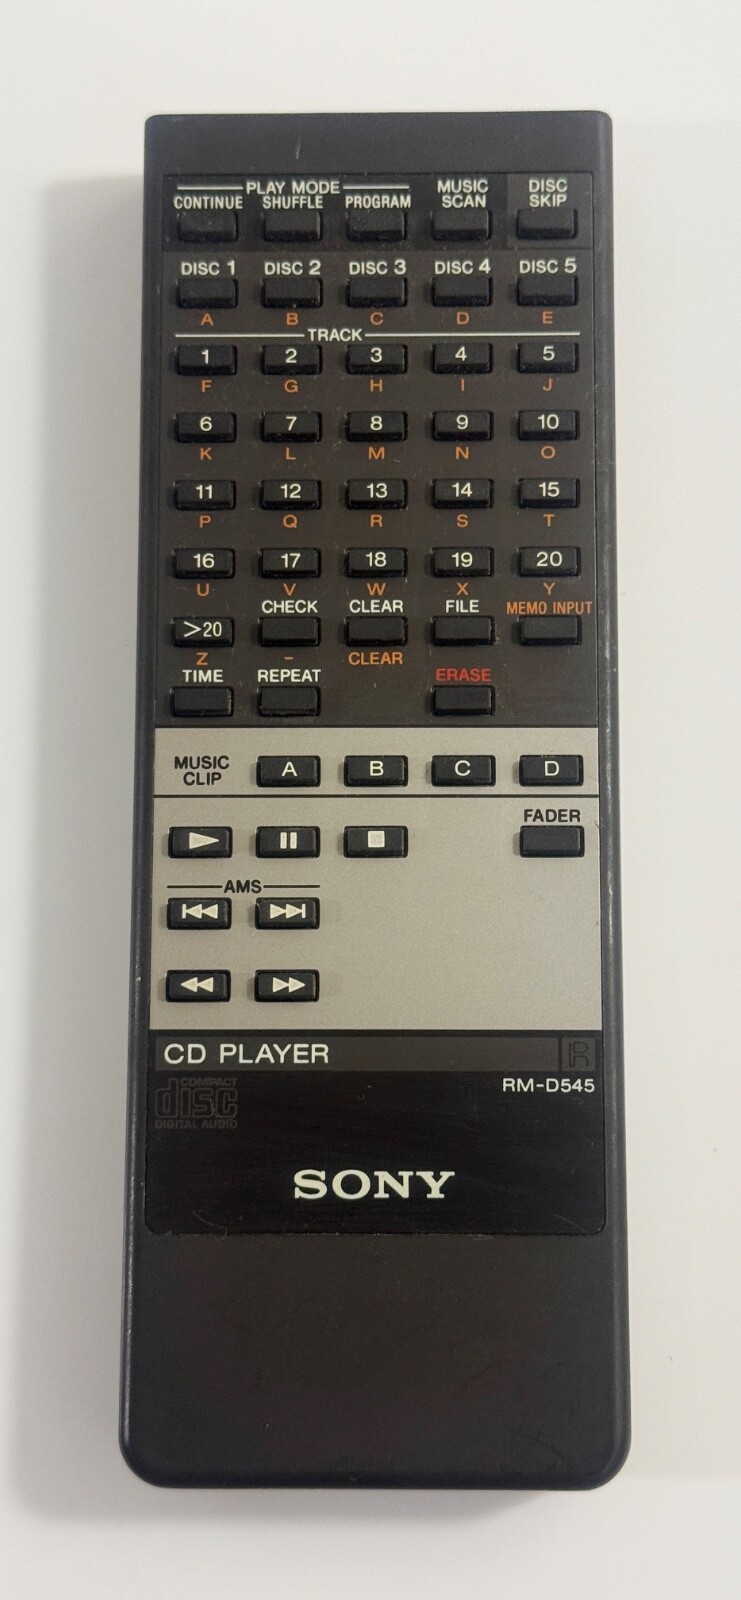 PLAY MODE
CONTINUE SHUFFLE PROGRAM MUSIC SCAN DISC SKIP
DISC 1 DISC 2 DISC 3 DISC 4 DISC 5
A B C D E
TRACK
1 2 3 4 5
F G H I J
6 7 8 9 10
K L M N O
11 12 13 14 15
P Q R S T
16 17 18 19 20
U V W X Y
CHECK CLEAR FILE MEMO INPUT
>20
Z - CLEAR
TIME REPEAT ERASE
MUSIC CLIP A B C D
FADER
AMS
CD PLAYER R
RM-D545
COMPACT
disc
DIGITAL AUDIO
SONY